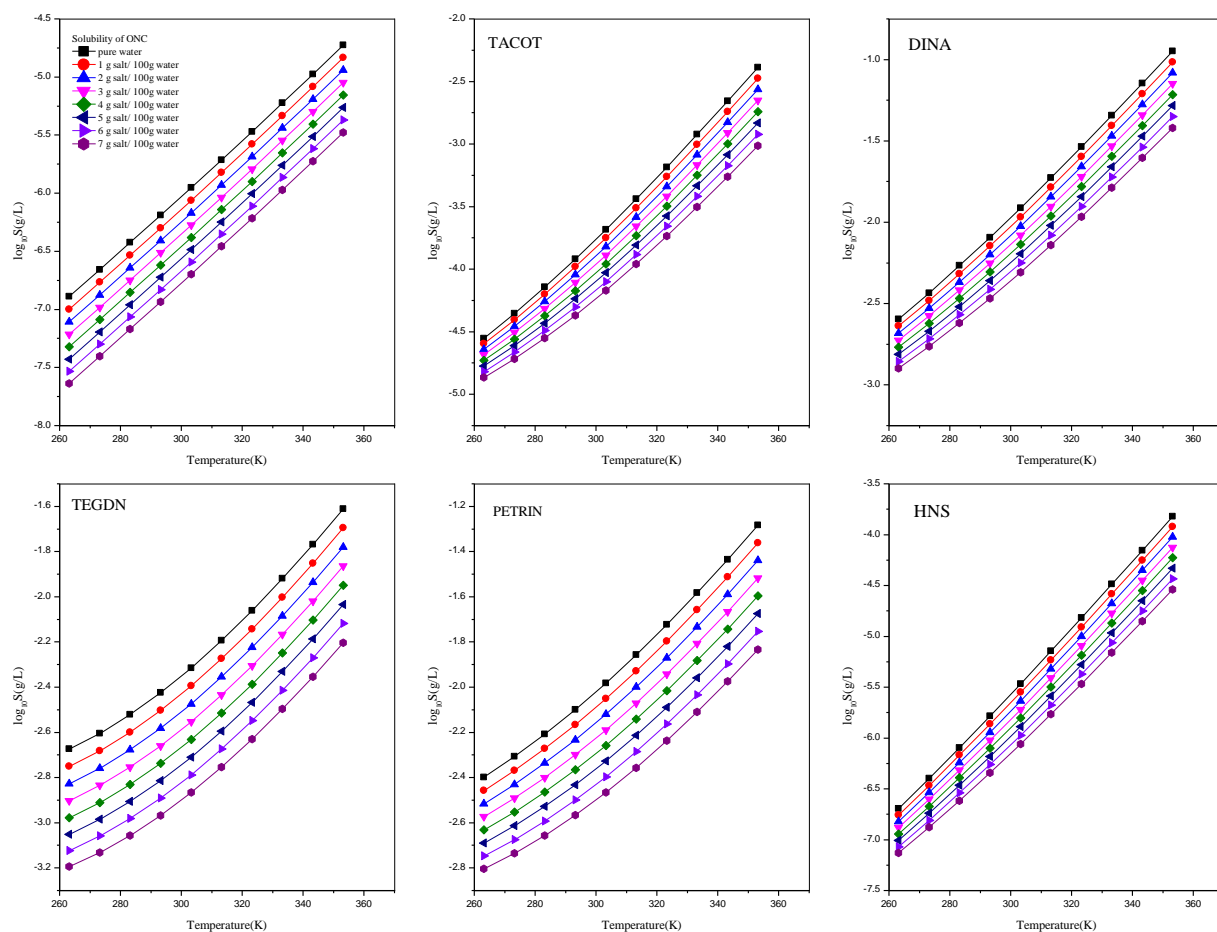 Solubility of ONC
pure water
1 g salt/ 100g water
2 g salt/ 100g water
3 g salt/ 100g water
4 g salt/ 100g water
5 g salt/ 100g water
6 g salt/ 100g water
7 g salt/ 100g water
-4.5
-5.0
-5.5
-6.0
-6.5
-7.0
-7.5
-8.0
log₁₀S(g/L)
260 280 300 320 340 360
Temperature(K)
TACOT
-2.0
-2.5
-3.0
-3.5
-4.0
-4.5
-5.0
log₁₀S(g/L)
260 280 300 320 340 360
Temperature(K)
DINA
-1.0
-1.5
-2.0
-2.5
-3.0
log₁₀S(g/L)
260 280 300 320 340 360
Temperature(K)
TEGDN
-1.6
-1.8
-2.0
-2.2
-2.4
-2.6
-2.8
-3.0
-3.2
log₁₀S(g/L)
260 280 300 320 340 360
Temperature(K)
PETRIN
-1.2
-1.4
-1.6
-1.8
-2.0
-2.2
-2.4
-2.6
-2.8
log₁₀S(g/L)
260 280 300 320 340 360
Temperature(K)
HNS
-3.5
-4.0
-4.5
-5.0
-5.5
-6.0
-6.5
-7.0
-7.5
log₁₀S(g/L)
260 280 300 320 340 360
Temperature(K)